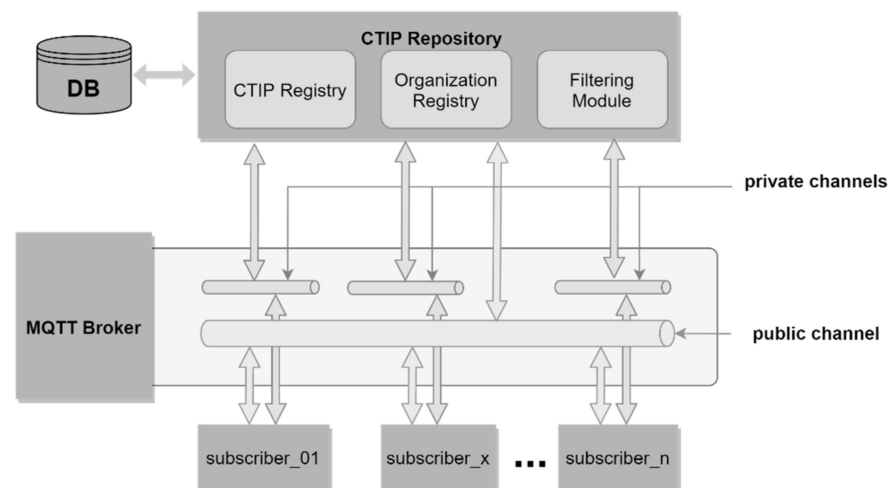 CTIP Repository
DB
CTIP Registry
Organization
Registry
Filtering
Module
private channels
MQTT Broker
public channel
subscriber_01
subscriber_x
...
subscriber_n